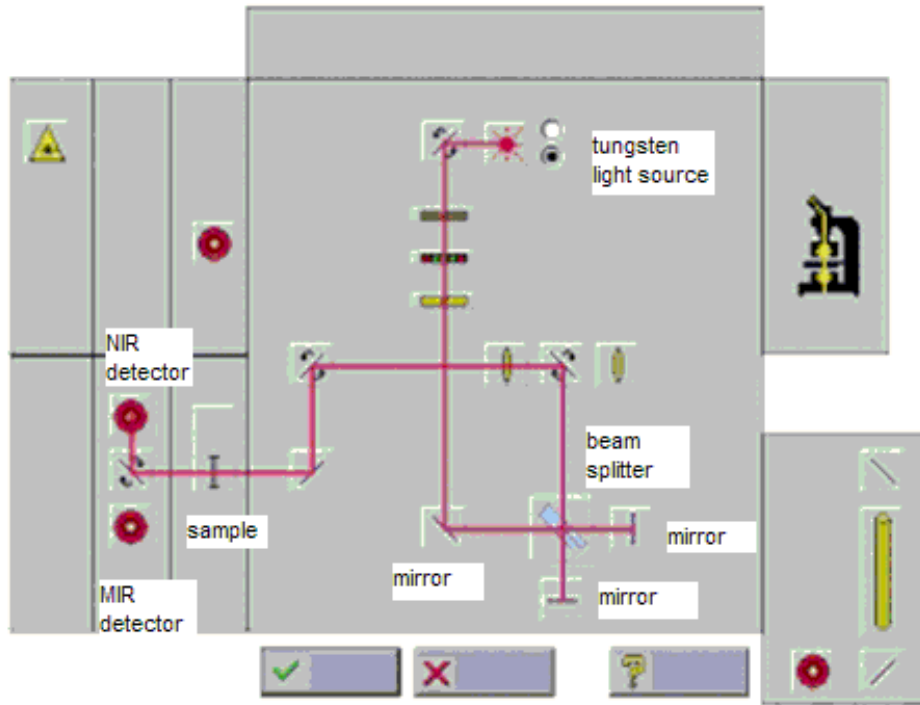 tungsten
light source
NIR
detector
beam
splitter
sample
mirror
mirror
mirror
MIR
detector